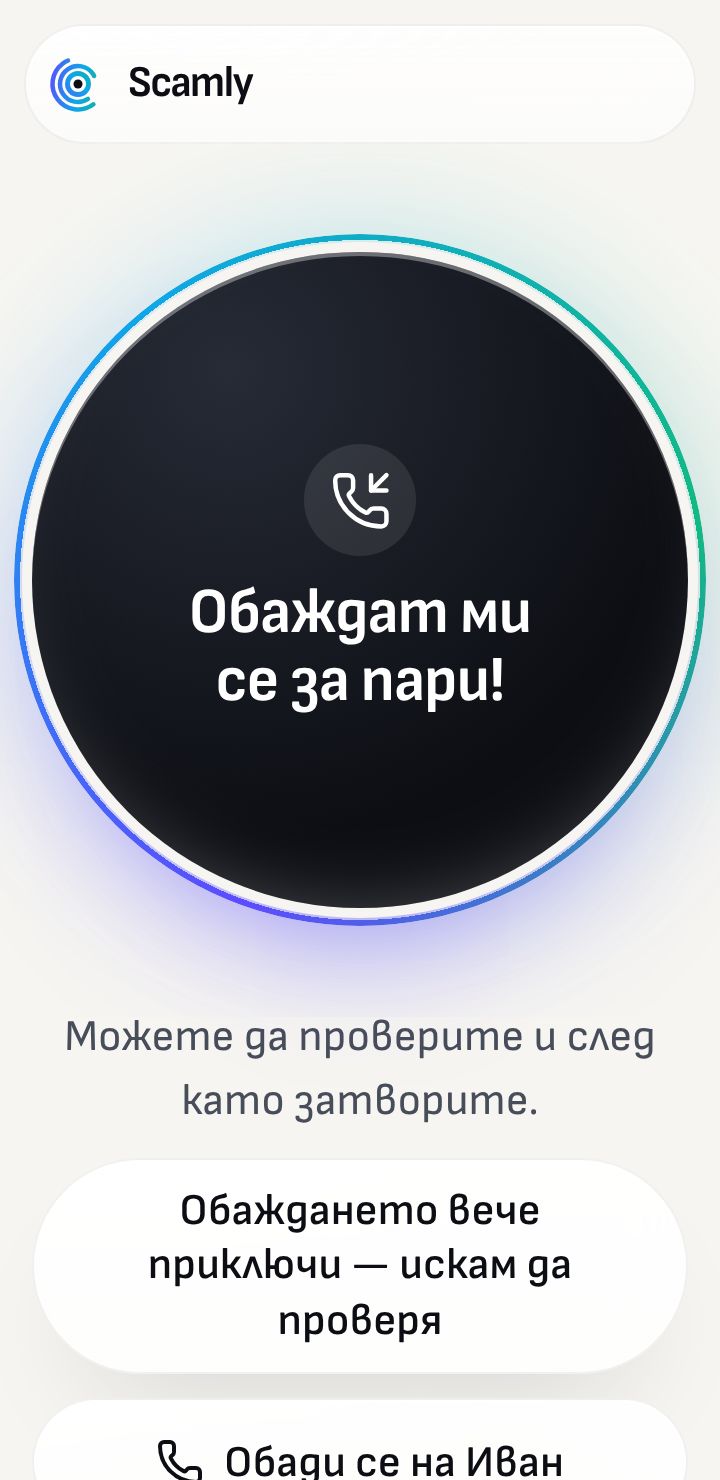 Scamly
Обаждат ми
се за пари!
Можете да проверите и след
като затворите.
Обаждането вече
приключи — искам да
проверя
Обади се на Иван